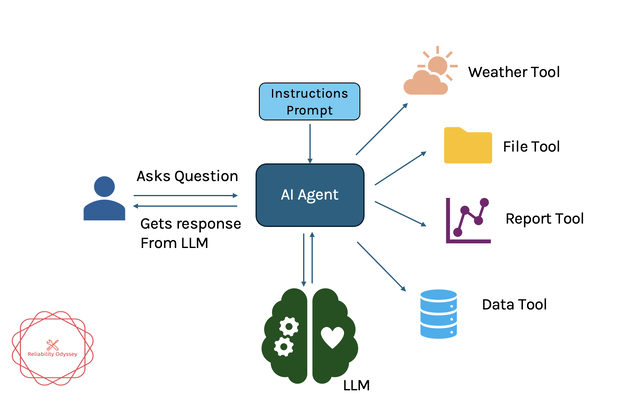 Weather Tool
Instructions
Prompt
File Tool
Asks Question
AI Agent
Report Tool
Gets response
From LLM
Data Tool
Reliability Odyssey
LLM